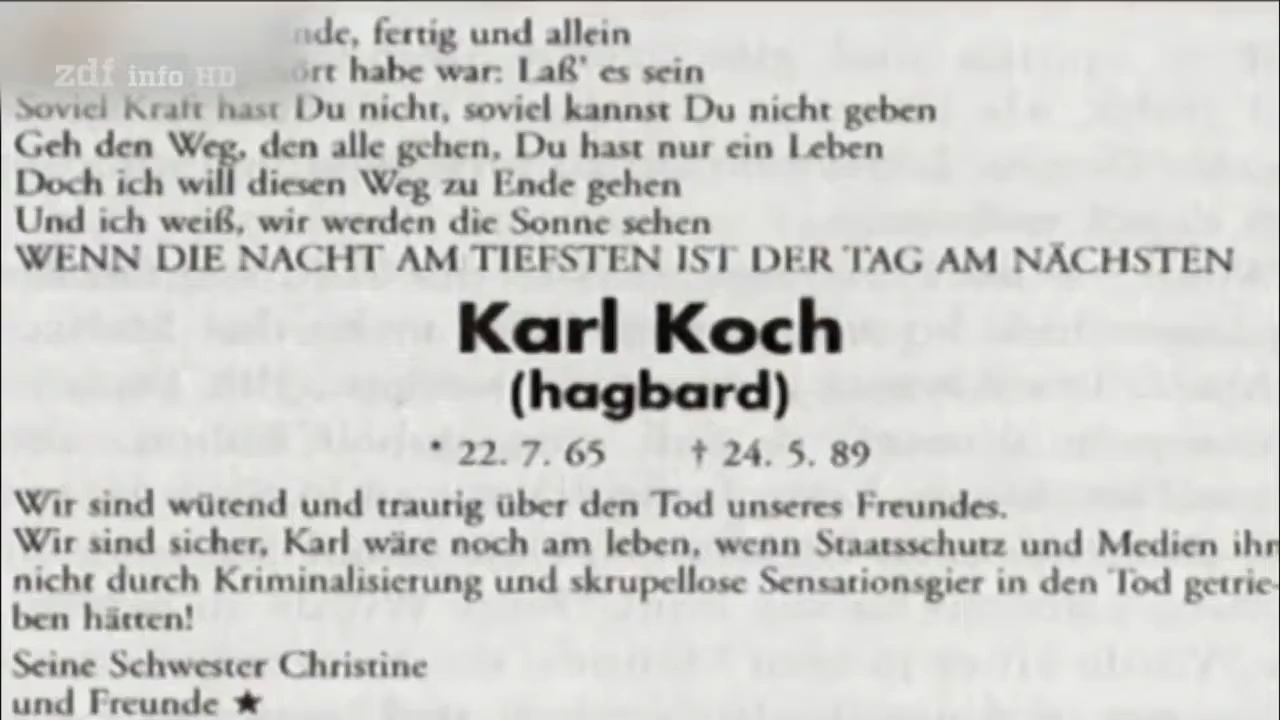 zdf info HD
nde, fertig und allein
ört habe war: Laß' es sein
Soviel Kraft hast Du nicht, soviel kannst Du nicht geben
Geh den Weg, den alle gehen, Du hast nur ein Leben
Doch ich will diesen Weg zu Ende gehen
Und ich weiß, wir werden die Sonne sehen
WENN DIE NACHT AM TIEFSTEN IST DER TAG AM NÄCHSTEN
Karl Koch
(hagbard)
* 22. 7. 65 † 24. 5. 89
Wir sind wütend und traurig über den Tod unseres Freundes.
Wir sind sicher, Karl wäre noch am leben, wenn Staatsschutz und Medien ihn
nicht durch Kriminalisierung und skrupellose Sensationsgier in den Tod getrie-
ben hätten!
Seine Schwester Christine
und Freunde ★